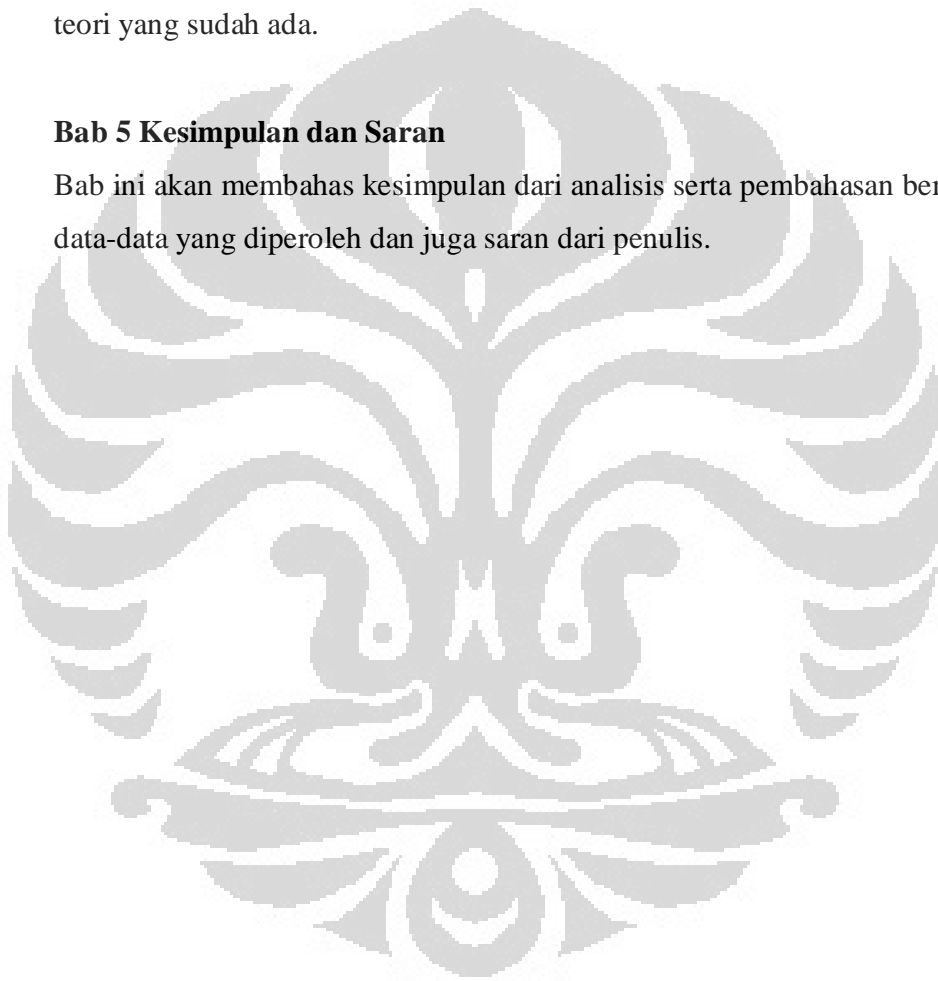 teori yang sudah ada.
Bab 5 Kesimpulan dan Saran
Bab ini akan membahas kesimpulan dari analisis serta pembahasan
data-data yang diperoleh dan juga saran dari penulis.